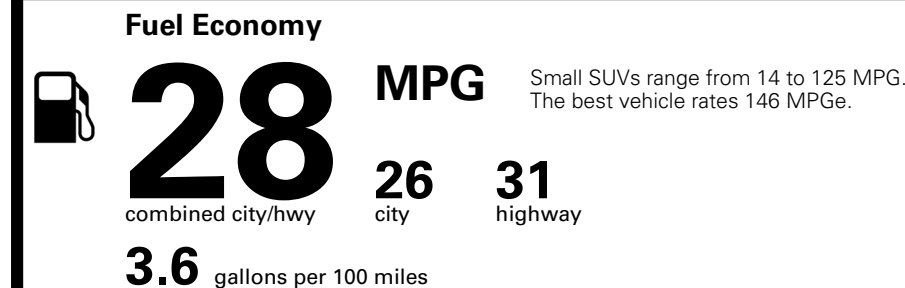 Fuel Economy
28 MPG
Small SUVs range from 14 to 125 MPG.
The best vehicle rates 146 MPGe.
26 31
combined city/hwy city highway
3.6 gallons per 100 miles